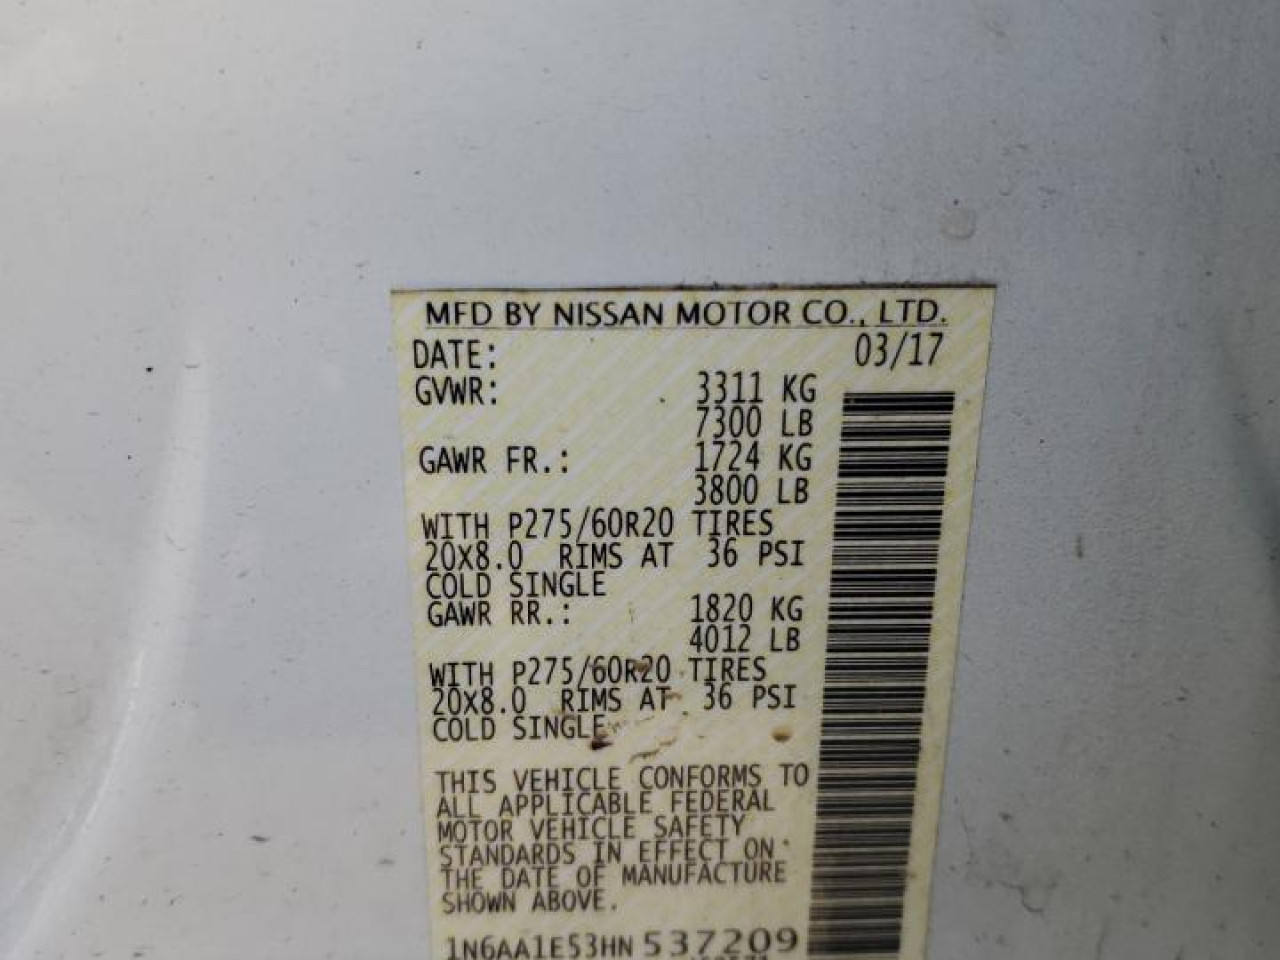 MFD BY NISSAN MOTOR CO., LTD.
DATE: 03/17
GVWR: 3311 KG
7300 LB
GAWR FR.: 1724 KG
3800 LB
WITH P275/60R20 TIRES
20X8.0 RIMS AT 36 PSI
COLD SINGLE
GAWR RR.: 1820 KG
4012 LB
WITH P275/60R20 TIRES
20X8.0 RIMS AT 36 PSI
COLD SINGLE
THIS VEHICLE CONFORMS TO
ALL APPLICABLE FEDERAL
MOTOR VEHICLE SAFETY
STANDARDS IN EFFECT ON
THE DATE OF MANUFACTURE
SHOWN ABOVE.
1N6AA1E53HN537209